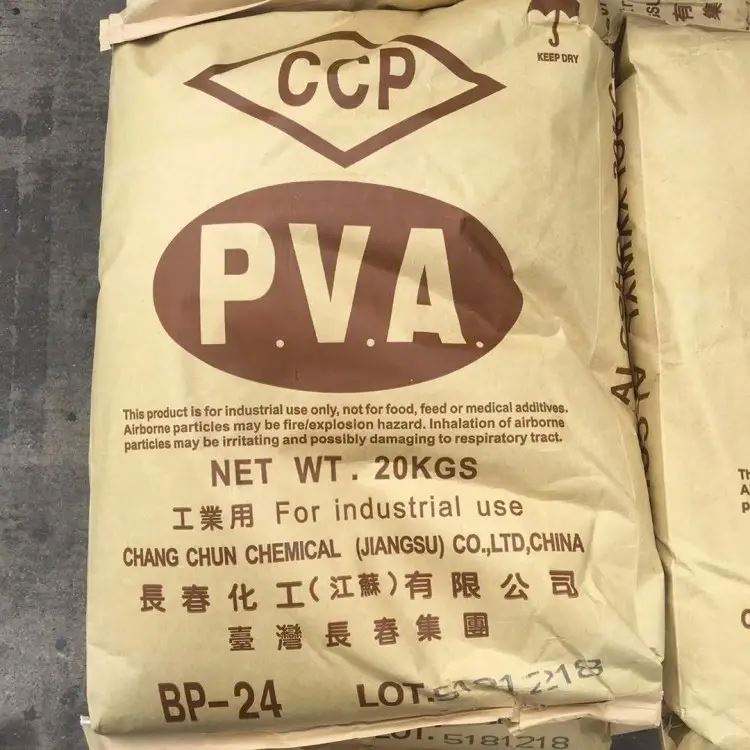 CCP
KEEP DRY
P.V.A.
This product is for industrial use only, not for food, feed or medical additives.
Airborne particles may be fire/explosion hazard. Inhalation of airborne
particles may be irritating and possibly damaging to respiratory tract.
NET WT. 20KGS
工業用 For industrial use
CHANG CHUN CHEMICAL (JIANGSU) CO.,LTD,CHINA
長春化工(江蘇)有限公司
臺灣長春集團
BP-24 LOT.5181218
LOT.5181218
有集